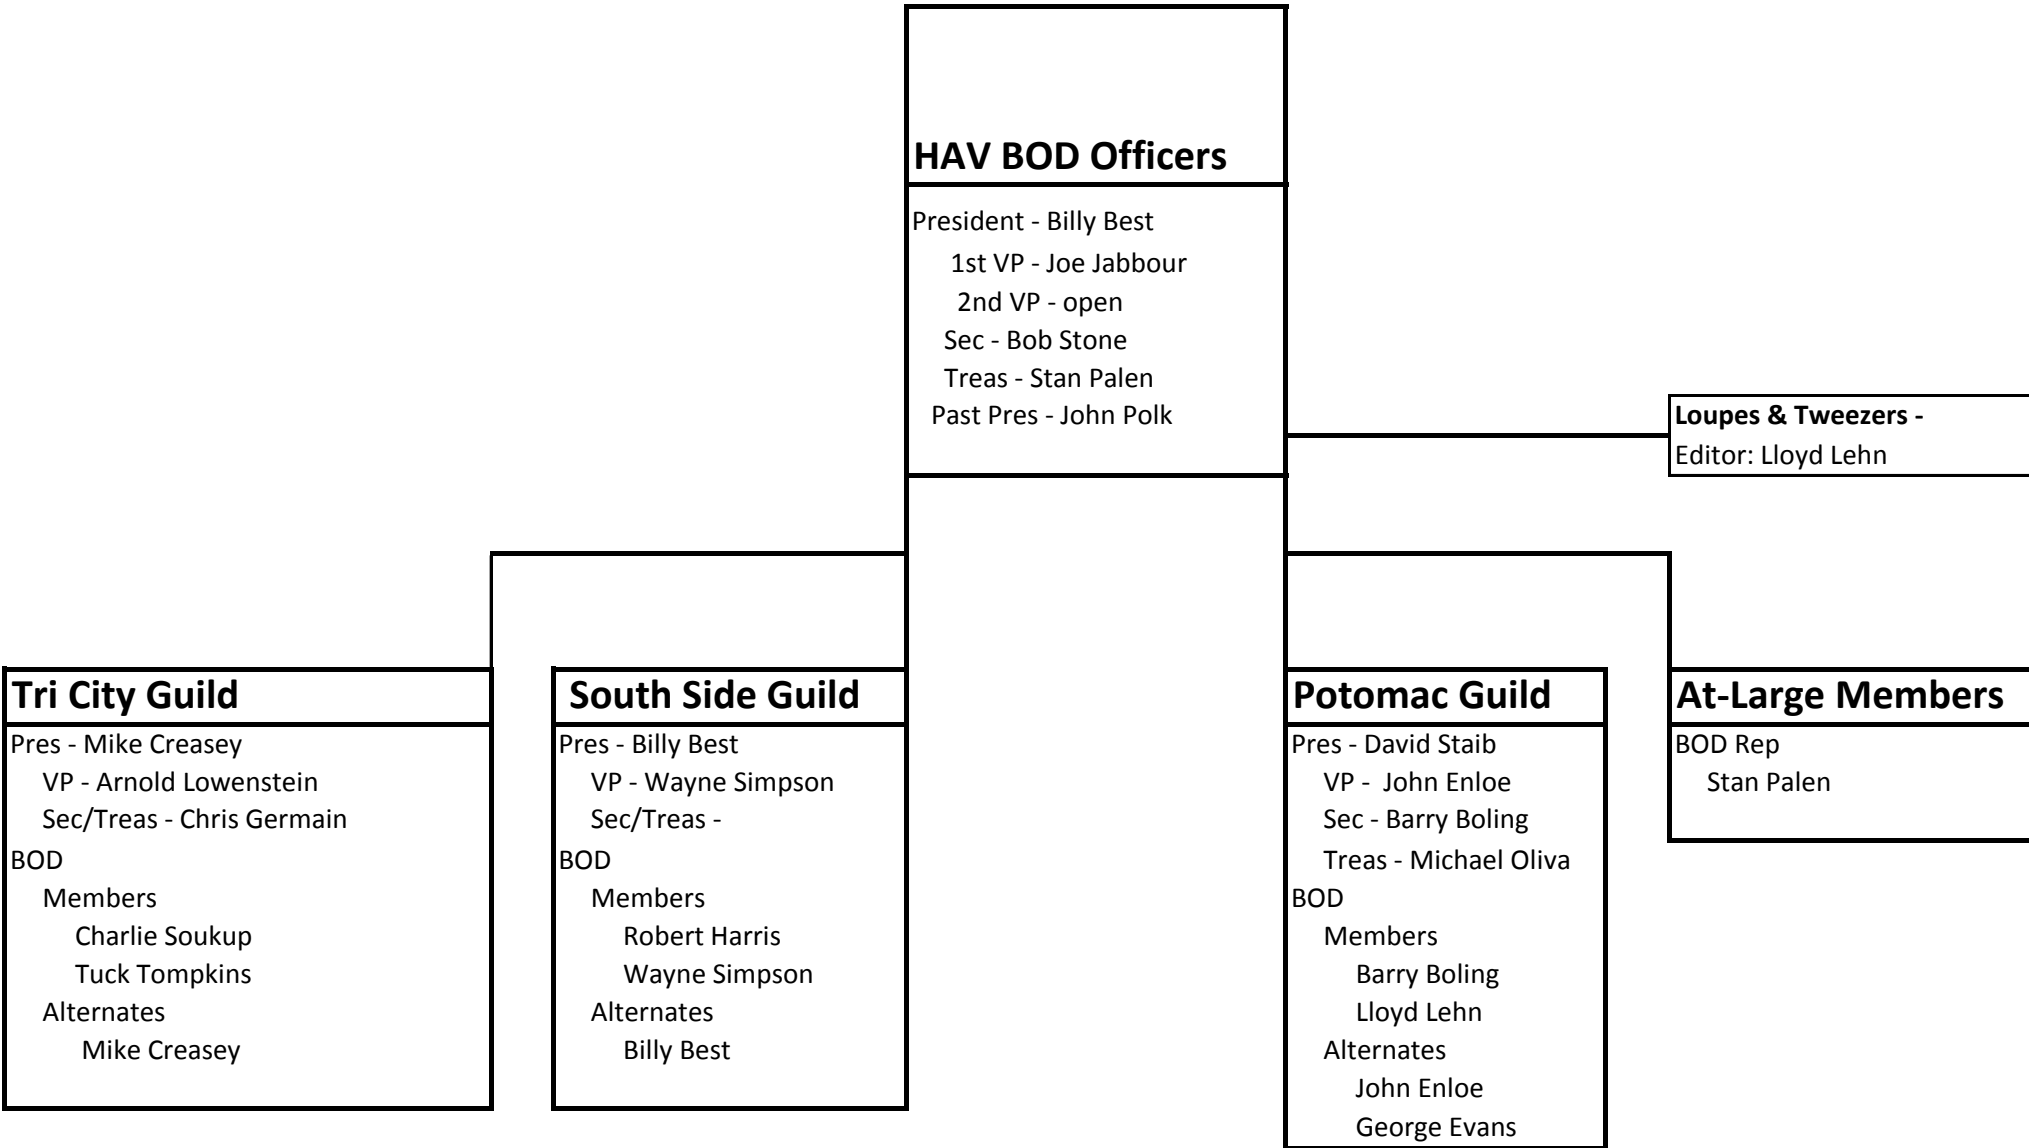 HAV BOD Officers
President - Billy Best
1st VP - Joe Jabbour
2nd VP - open
Sec - Bob Stone
Treas - Stan Palen
Past Pres - John Polk
Loupes & Tweezers -
Editor: Lloyd Lehn
Tri City Guild
Pres - Mike Creasey
VP - Arnold Lowenstein
Sec/Treas - Chris Germain
BOD
Members
Charlie Soukup
Tuck Tompkins
Alternates
Mike Creasey
South Side Guild
Pres - Billy Best
VP - Wayne Simpson
Sec/Treas -
BOD
Members
Robert Harris
Wayne Simpson
Alternates
Billy Best
Potomac Guild
Pres - David Staib
VP -  John Enloe
Sec - Barry Boling
Treas - Michael Oliva
BOD
Members
Barry Boling
Lloyd Lehn
Alternates
John Enloe
George Evans
At-Large Members
BOD Rep
Stan Palen